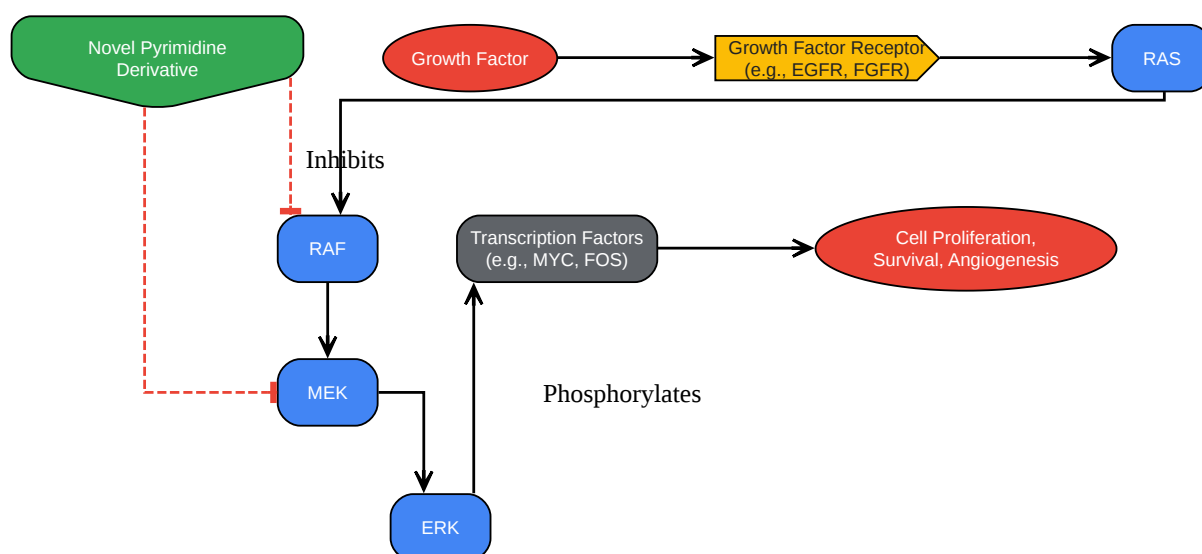 Novel Pyrimidine
Derivative
Growth Factor
Growth Factor Receptor
(e.g., EGFR, FGFR)
RAS
Inhibits
RAF
Transcription Factors
(e.g., MYC, FOS)
Cell Proliferation,
Survival, Angiogenesis
MEK
Phosphorylates
ERK